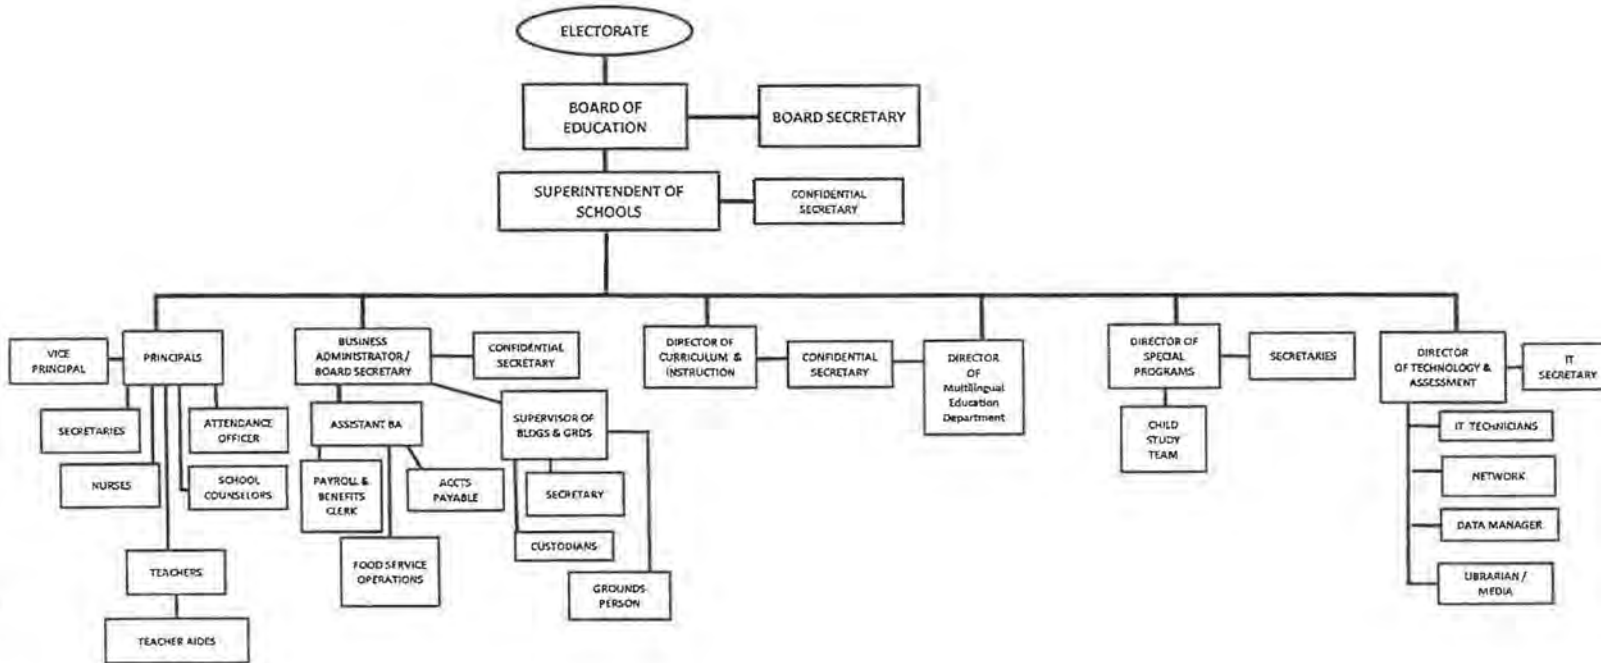 ELECTORATE
BOARD OF
EDUCATION
BOARD SECRETARY
SUPERINTENDENT OF
SCHOOLS
CONFIDENTIAL
SECRETARY
VICE
PRINCIPAL
PRINCIPALS
SECRETARIES
NURSES
ATTENDANCE
OFFICER
SCHOOL
COUNSELORS
TEACHERS
TEACHER AIDES
BUSINESS
ADMINISTRATOR/
BOARD SECRETARY
CONFIDENTIAL
SECRETARY
ASSISTANT BA
PAYROLL &
BENEFITS
CLERK
FOOD SERVICE
OPERATIONS
ACCTS
PAYABLE
SUPERVISOR OF
BLDGS & GRDS
SECRETARY
CUSTODIANS
GROUNDS
PERSON
DIRECTOR OF
CURRICULUM &
INSTRUCTION
CONFIDENTIAL
SECRETARY
DIRECTOR
OF
Multilingual
Education
Department
DIRECTOR OF
SPECIAL
PROGRAMS
SECRETARIES
CHILD
STUDY
TEAM
DIRECTOR
OF TECHNOLOGY &
ASSESSMENT
IT
SECRETARY
IT TECHNICIANS
NETWORK
DATA MANAGER
LIBRARIAN /
MEDIA